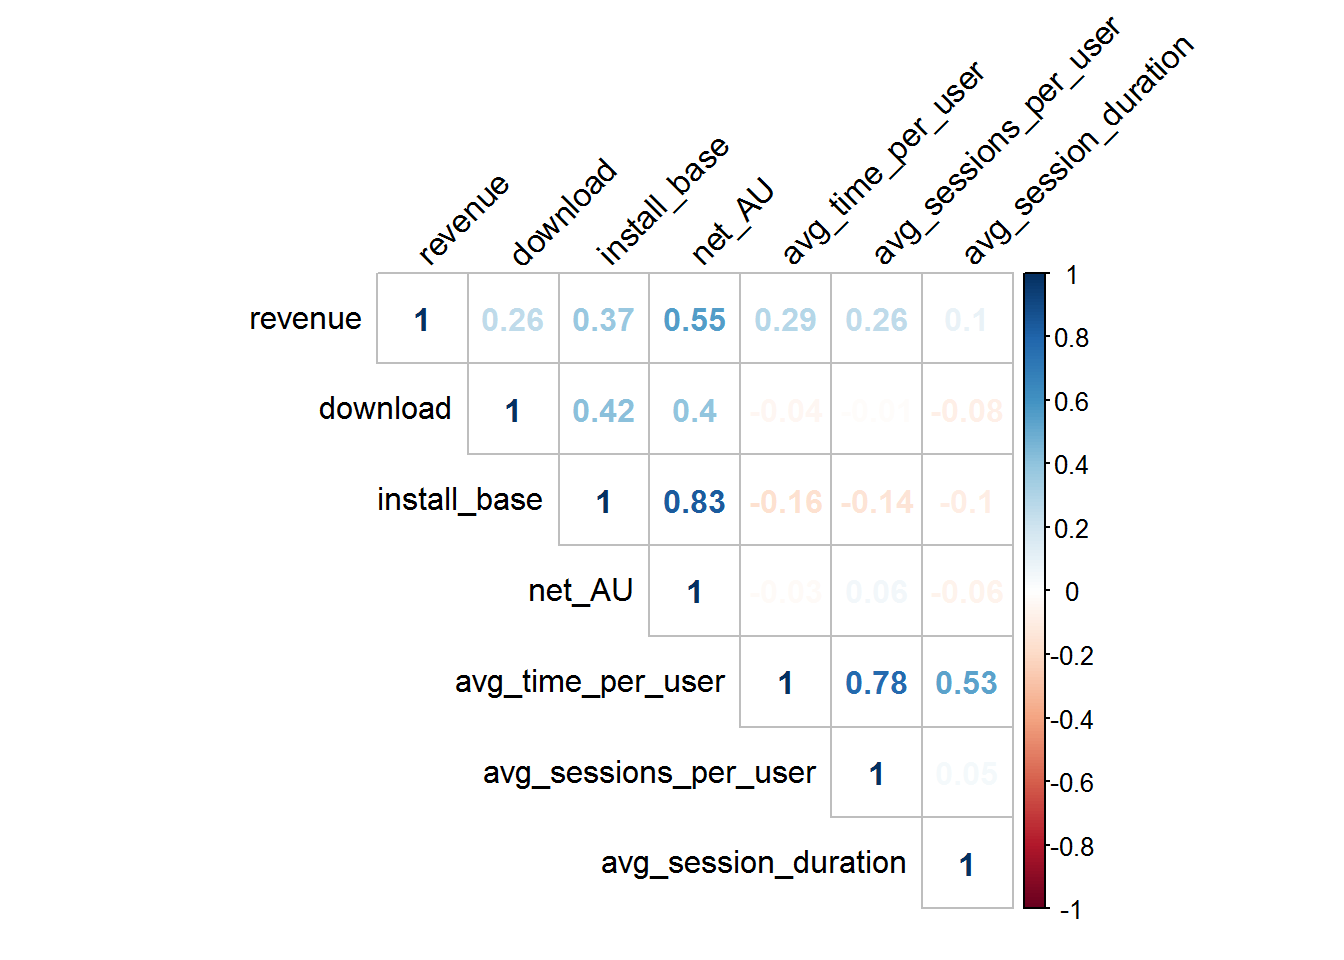 revenue
download
install_base
net_AU
avg_time_per_user
avg_sessions_per_user
avg_session_duration
revenue 1 0.26 0.37 0.55 0.29 0.26 0.1
download 1 0.42 0.4 -0.04 -0.01 -0.08
install_base 1 0.83 -0.16 -0.14 -0.1
net_AU 1 -0.03 0.06 -0.06
avg_time_per_user 1 0.78 0.53
avg_sessions_per_user 1 0.05
avg_session_duration 1
1
0.8
0.6
0.4
0.2
0
-0.2
-0.4
-0.6
-0.8
-1